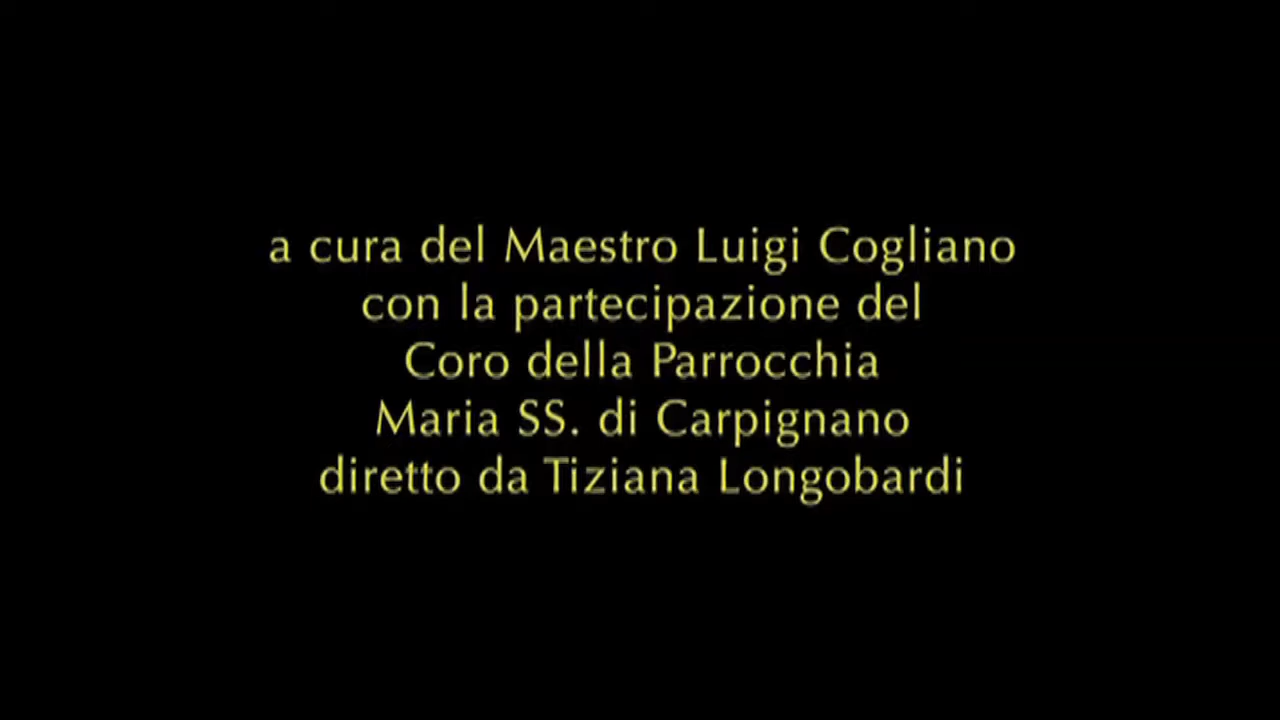 a cura del Maestro Luigi Cogliano
con la partecipazione del
Coro della Parrocchia
Maria SS. di Carpignano
diretto da Tiziana Longobardi